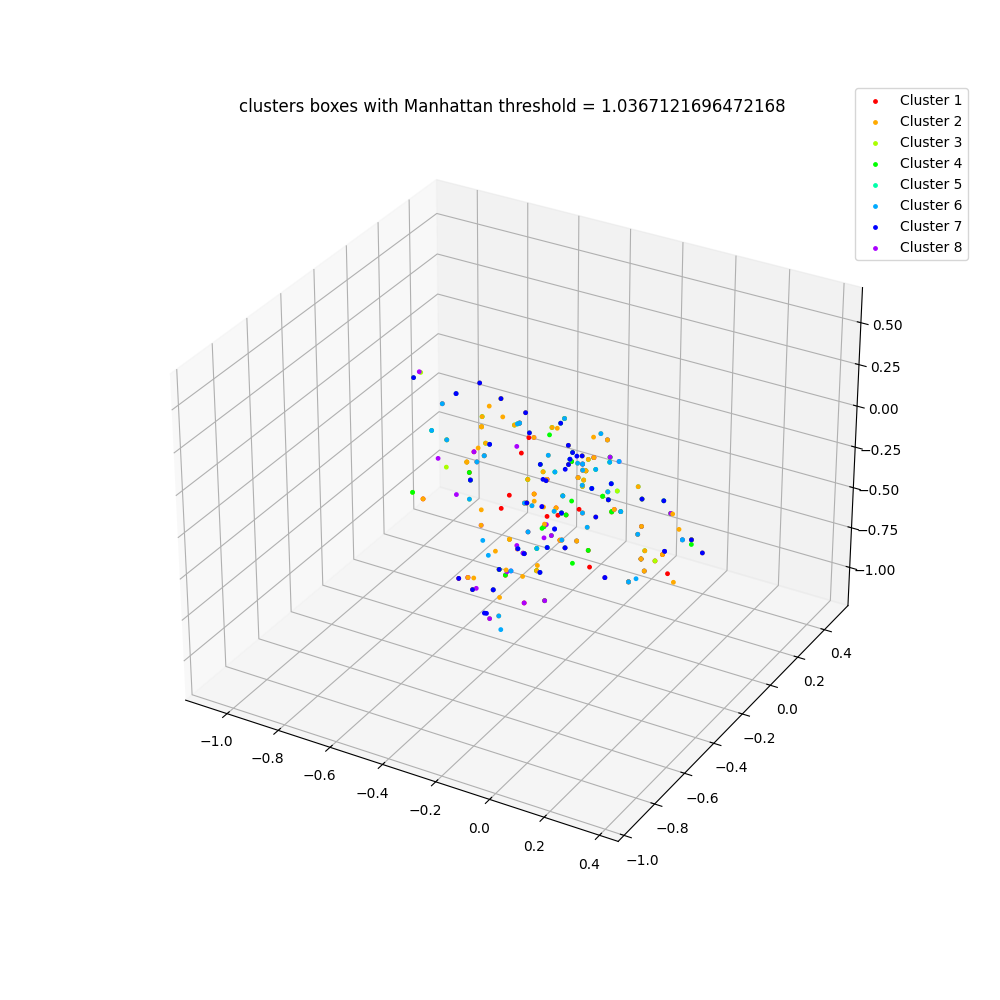 clusters boxes with Manhattan threshold = 1.0367121696472168
Cluster 1
Cluster 2
Cluster 3
Cluster 4
Cluster 5
Cluster 6
Cluster 7
Cluster 8
0.50
0.25
0.00
−0.25
−0.50
−0.75
−1.00
0.4
0.2
0.0
−0.2
−0.4
−0.6
−0.8
−1.0
−1.0
−0.8
−0.6
−0.4
−0.2
0.0
0.2
0.4